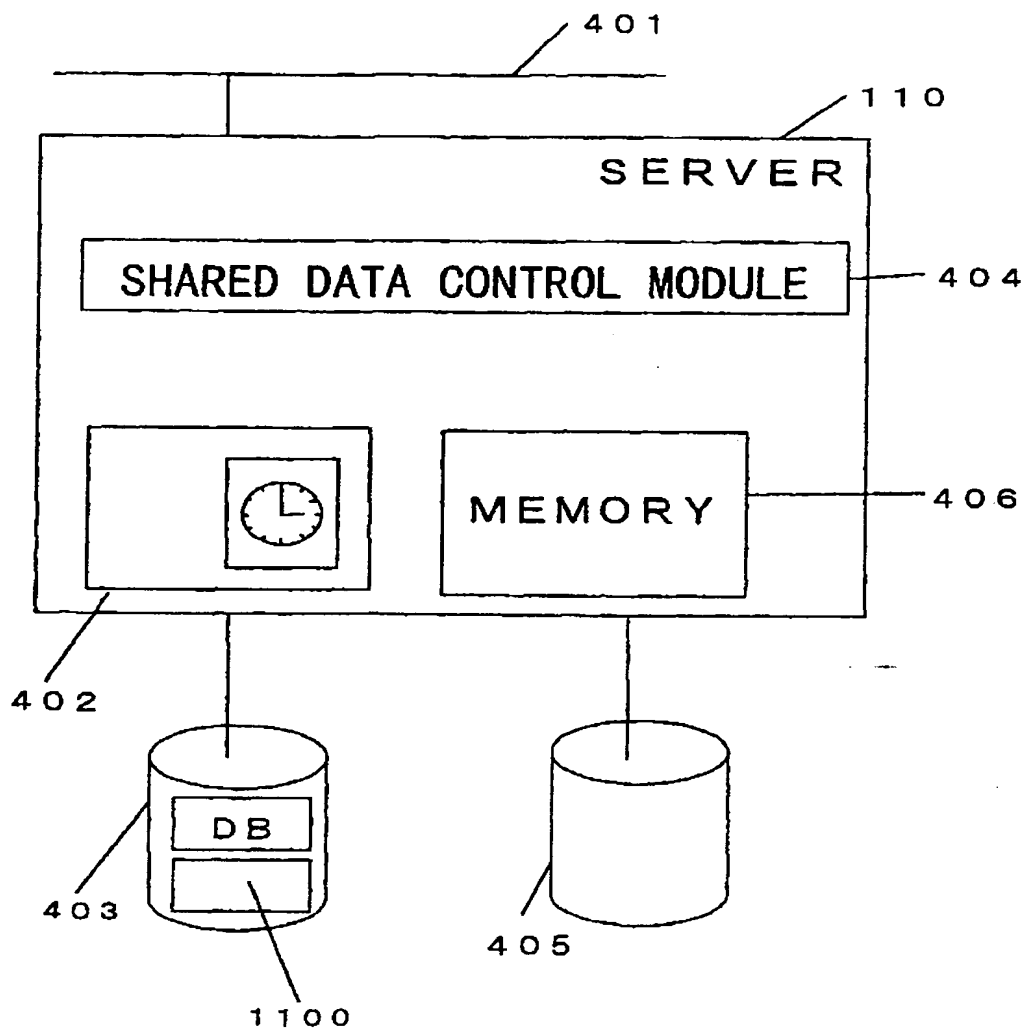 401
110
SERVER
SHARED DATA CONTROL MODULE
404
MEMORY
406
402
DB
403
405
1100